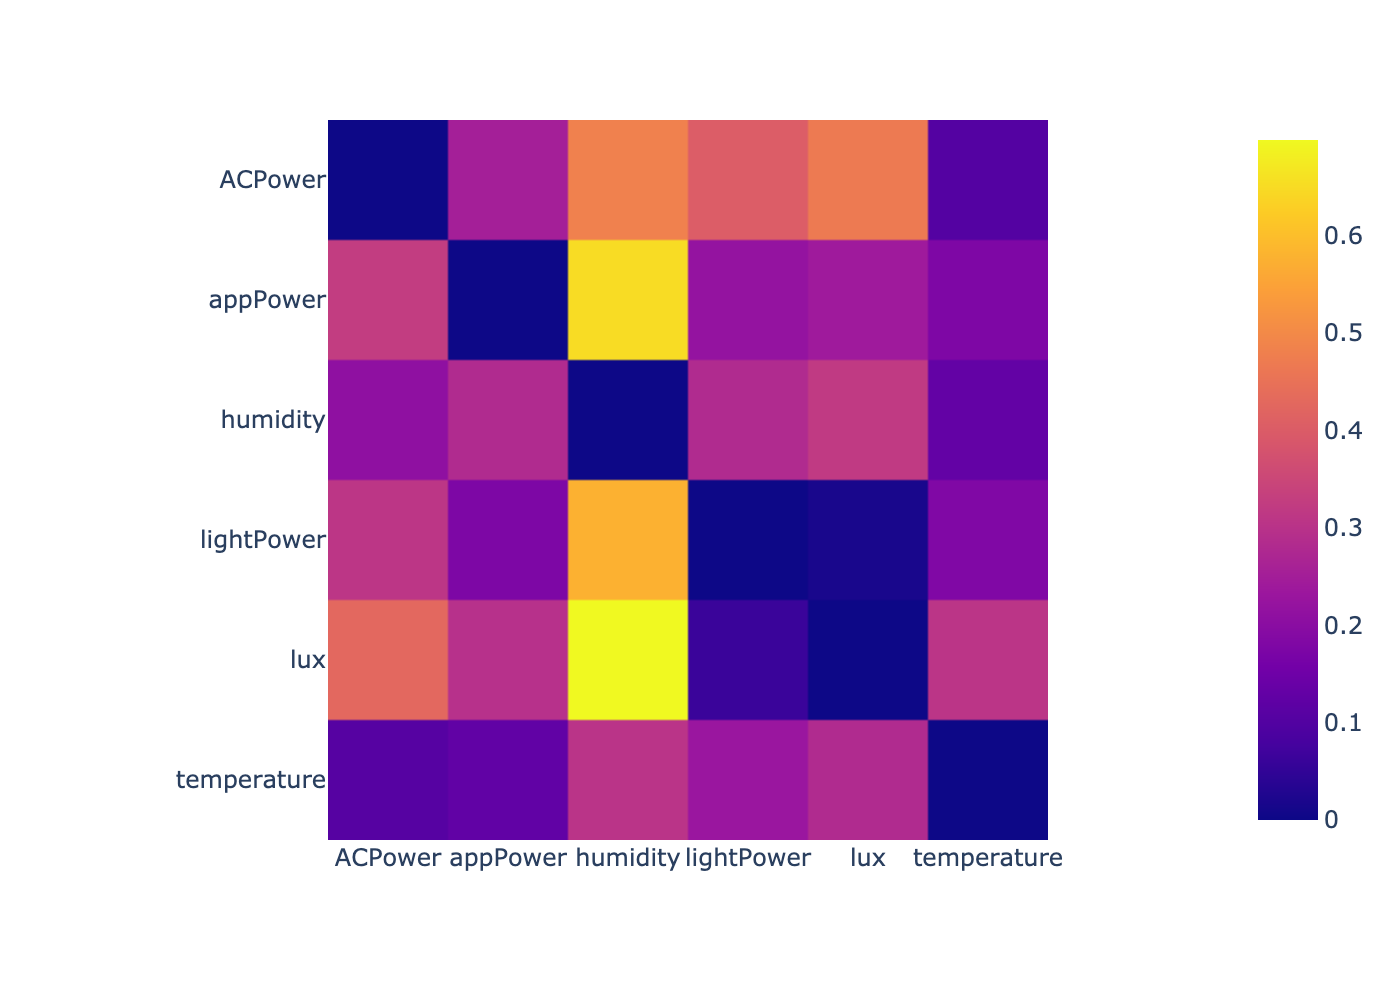 ACPower
appPower
humidity
lightPower
lux
temperature
ACPower appPower humidity lightPower lux temperature
0.6
0.5
0.4
0.3
0.2
0.1
0